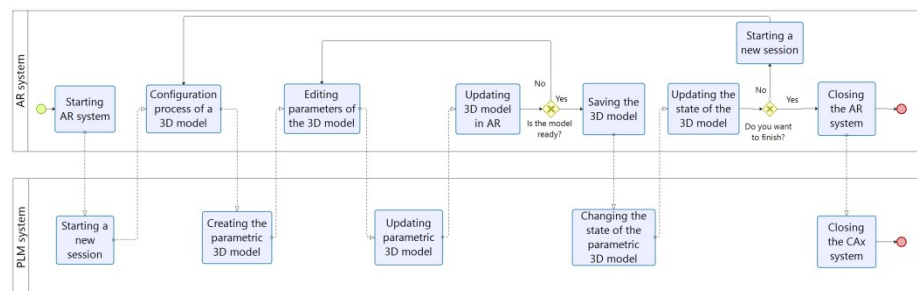 AR system
Starting
AR system
Configuration
process of a
3D model
Editing
parameters of
the 3D model
Updating
3D model
in AR
No
Yes
Is the model
ready?
Saving the
3D model
Updating the
state of the
3D model
Starting a
new session
No
Yes
Do you want
to finish?
Closing
the AR
system
PLM system
Starting a
new
session
Creating the
parametric
3D model
Updating
parametric
3D model
Changing the
state of the
parametric
3D model
Closing
the CAx
system